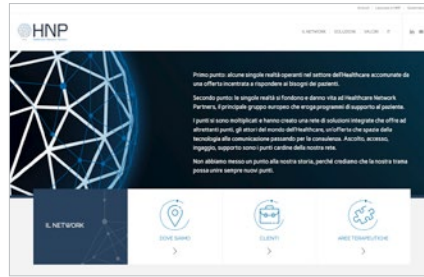 HNP
IL NETWORK SOLUZIONI VALORI IT
Primo punto: alcune singole realtà operanti nel settore dell'Healthcare accomunate da
una offerta incentrata a rispondere ai bisogni dei pazienti.
Secondo punto: le singole realtà si fondono e danno vita ad Healthcare Network
Partners, il principale gruppo europeo che eroga programmi di supporto al paziente.
I punti si sono moltiplicati e hanno creato una rete di soluzioni integrate che offre ad
altrettanti punti, gli attori del mondo dell'Healthcare, un'offerta che spazia dalla
tecnologia alla comunicazione passando per la consulenza. Ascolto, accesso,
ingaggio, supporto sono i punti cardine della nostra rete.
Non abbiamo messo un punto alla nostra storia, perché crediamo che la nostra trama
possa unire sempre nuovi punti.
IL NETWORK
DOVE SIAMO
CLIENTI
AREE TERAPEUTICHE